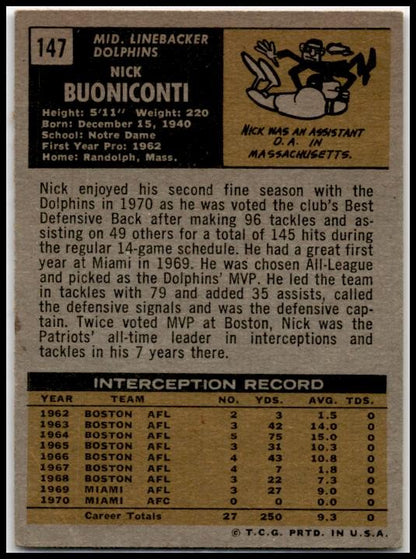 147
MID. LINEBACKER
DOLPHINS
NICK
BUONICONTI
Height: 5'11" Weight: 220
Born: December 15, 1940
School: Notre Dame
First Year Pro: 1962
Home: Randolph, Mass.
NICK WAS AN ASSISTANT
D.A. IN
MASSACHUSETTS.
Nick enjoyed his second fine season with the
Dolphins in 1970 as he was voted the club's Best
Defensive Back after making 96 tackles and as-
sisting on 49 others for a total of 145 hits during
the regular 14-game schedule. He had a great first
year at Miami in 1969. He was chosen All-League
and picked as the Dolphins' MVP. He led the team
in tackles with 79 and added 35 assists, called
the defensive signals and was the defensive cap-
tain. Twice voted MVP at Boston, Nick was the
Patriots' all-time leader in interceptions and
tackles in his 7 years there.
INTERCEPTION RECORD
YEAR TEAM NO. YDS. AVG. TDS.
1962 BOSTON AFL 2 3 1.5 0
1963 BOSTON AFL 3 42 14.0 0
1964 BOSTON AFL 5 75 15.0 0
1965 BOSTON AFL 3 31 10.3 0
1966 BOSTON AFL 4 43 10.8 0
1967 BOSTON AFL 4 7 1.8 0
1968 BOSTON AFL 3 22 7.3 0
1969 MIAMI AFL 3 27 9.0 0
1970 MIAMI AFC 0 0 0.0 0
Career Totals 27 250 9.3 0
© T.C.G. PRTD. IN U.S.A.